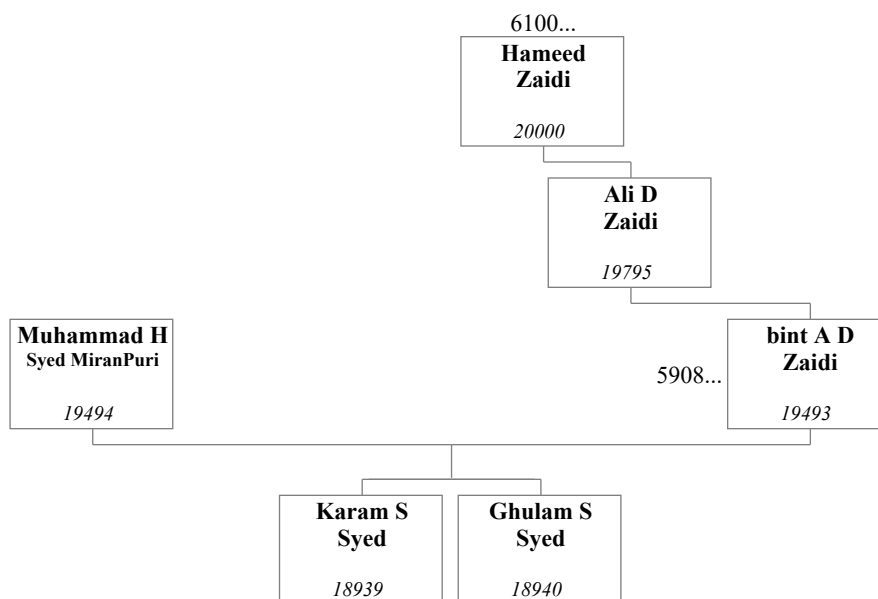 6100...
Hameed
Zaidi
20000
Ali D
Zaidi
19795
Muhammad H
Syed MiranPuri
19494
5908...
bint A D
Zaidi
19493
Karam S
Syed
18939
Ghulam S
Syed
18940